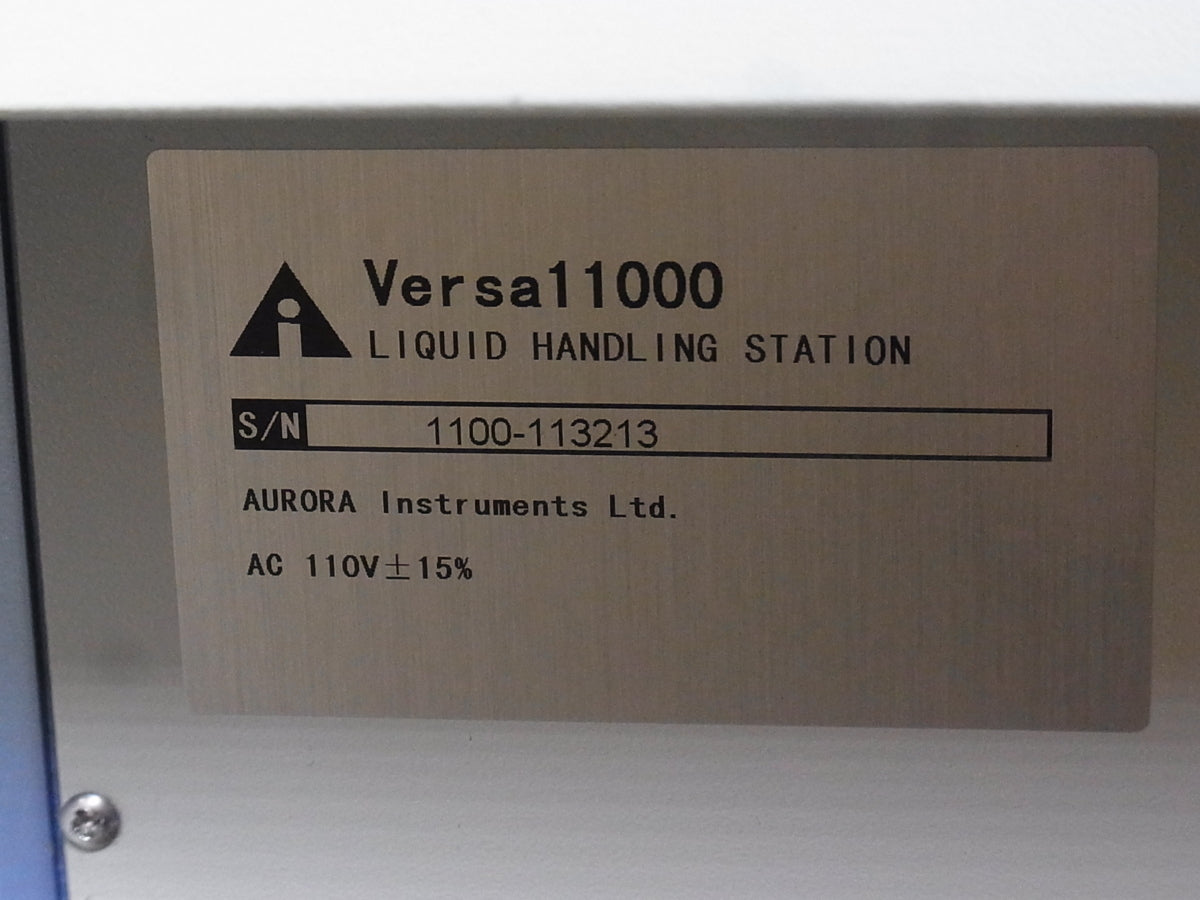 Versa11000
LIQUID HANDLING STATION
S/N 1100-113213
AURORA Instruments Ltd.
AC 110V±15%